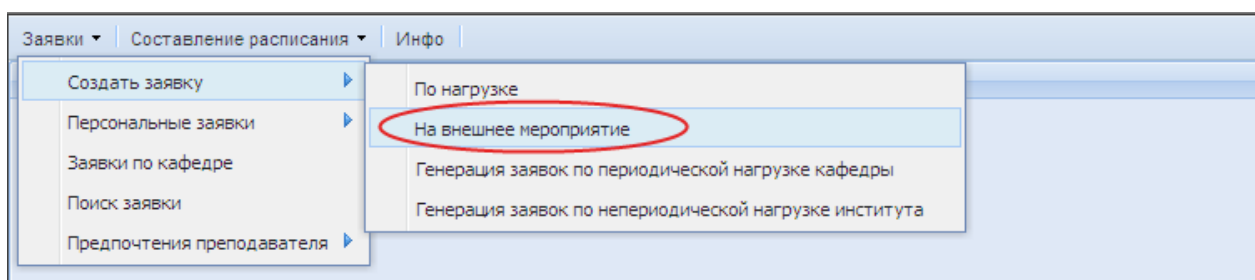 Заявки Составление расписания Инфо
Создать заявку
По нагрузке
Персональные заявки
На внешнее мероприятие
Заявки по кафедре
Генерация заявок по периодической нагрузке кафедры
Поиск заявки
Генерация заявок по непериодической нагрузке института
Предпочтения преподавателя